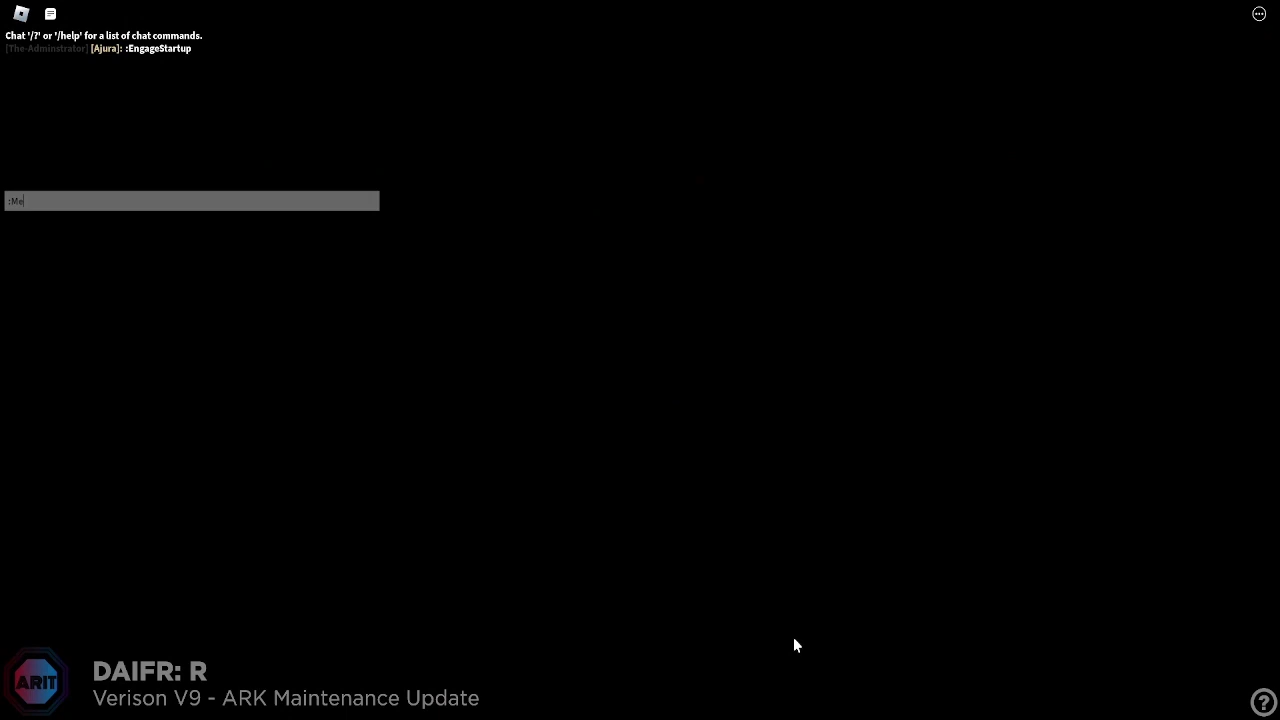 Chat '/?' or '/help' for a list of chat commands.
[The-Adminstrator] [Ajura]: :EngageStartup
:Me
ARIT
DAIFR: R
Verison V9 - ARK Maintenance Update
?